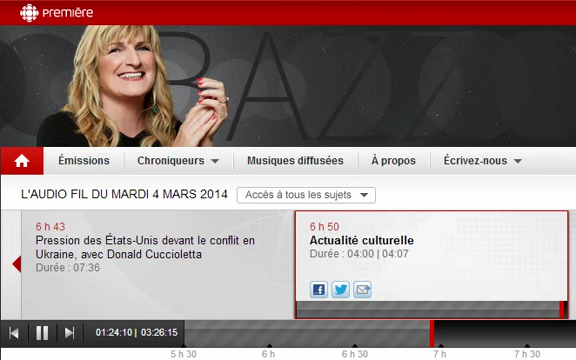 PREMIÈRE
BAZZ
Émissions
Chroniqueurs
Musiques diffusées
À propos
Écrivez-nous
L'AUDIO FIL DU MARDI 4 MARS 2014
Accès à tous les sujets
6 h 43
Pression des États-Unis devant le conflit en
Ukraine, avec Donald Cuccioletta
Durée : 07:36
6 h 50
Actualité culturelle
Durée : 04:00 | 04:07
01:24:10 | 03:26:15
5 h 30
6 h
6 h 30
7 h
7 h 30